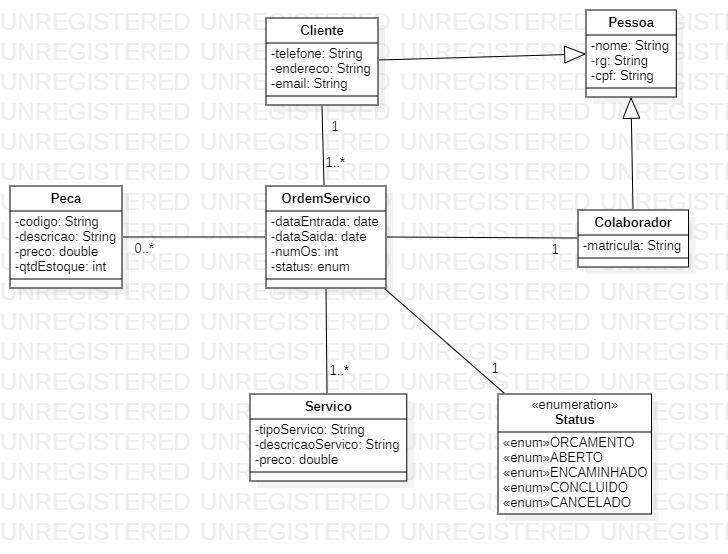 Cliente
-telefone: String
-endereco: String
-email: String
Pessoa
-nome: String
-rg: String
-cpf: String
1
1..*
Peca
-codigo: String
-descricao: String
-preco: double
-qtdEstoque: int
0..*
OrdemServico
-dataEntrada: date
-dataSaida: date
-numOs: int
-status: enum
1
Colaborador
-matricula: String
1..*
1
Servico
-tipoServico: String
-descricaoServico: String
-preco: double
«enumeration»
Status
«enum»ORCAMENTO
«enum»ABERTO
«enum»ENCAMINHADO
«enum»CONCLUIDO
«enum»CANCELADO
UNREGISTERED